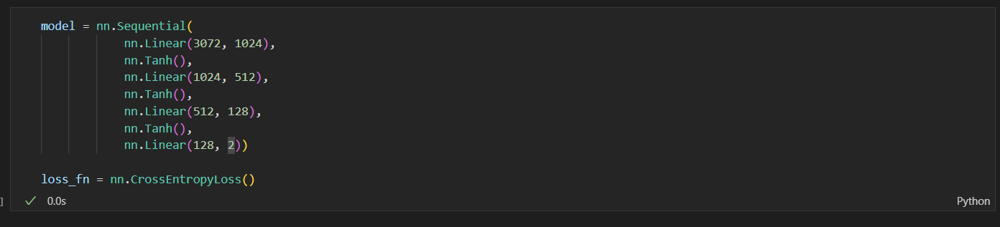 model = nn.Sequential(
            nn.Linear(3072, 1024),
            nn.Tanh(),
            nn.Linear(1024, 512),
            nn.Tanh(),
            nn.Linear(512, 128),
            nn.Tanh(),
            nn.Linear(128, 2))
loss_fn = nn.CrossEntropyLoss()
] ✓ 0.0s Python